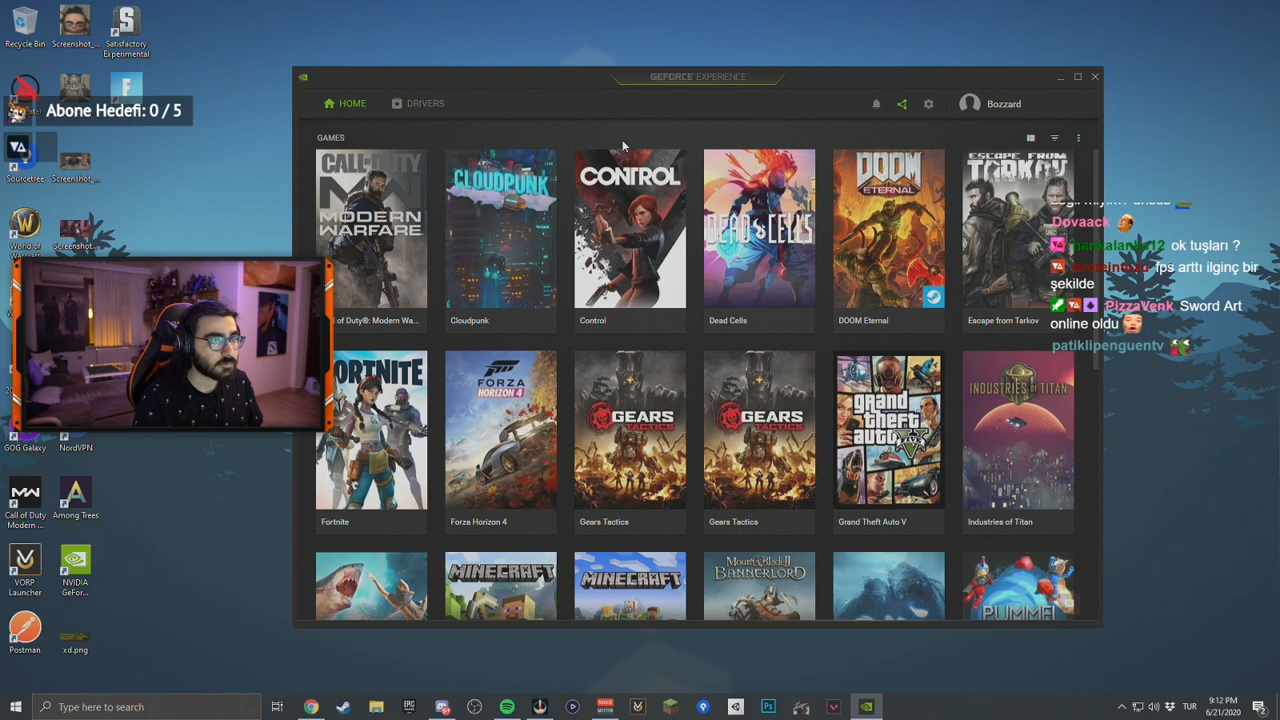 Recycle Bin
Screenshot_...
Satisfactory
Experimental
Abone Hedefi: 0 / 5
Sourcetree
Screenshot_...
World of
Screenshot...
GOG Galaxy
NordVPN
Call of Duty
Modern ...
Among Trees
VORP
Launcher
NVIDIA
GeFor...
Postman
xd.png
GEFORCE EXPERIENCE
HOME
DRIVERS
Bozzard
GAMES
CALL OF DUTY
MW
MODERN
WARFARE
CLOUDPUNK
CONTROL
DEAD CELLS
DOOM
ETERNAL
ESCAPE FROM
TARKOV
of Duty®: Modern Wa...
Cloudpunk
Control
Dead Cells
DOOM Eternal
Escape from Tarkov
FORTNITE
FORZA
HORIZON 4
GEARS
TACTICS
GEARS
TACTICS
grand
theft
auto V
INDUSTRIES
OF TITAN
Fortnite
Forza Horizon 4
Gears Tactics
Gears Tactics
Grand Theft Auto V
Industries of Titan
MINECRAFT
MINECRAFT
MOUNT&BLADE II
BANNERLORD
PUMMEL
Dovaack
ok tuşları ?
fps arttı ilginç bir
şekilde
PizzaVenk Sword Art
online oldu
patiklipenguentv
Type here to search
EPIC
Ps
TUR
9:12 PM
6/21/2020
2